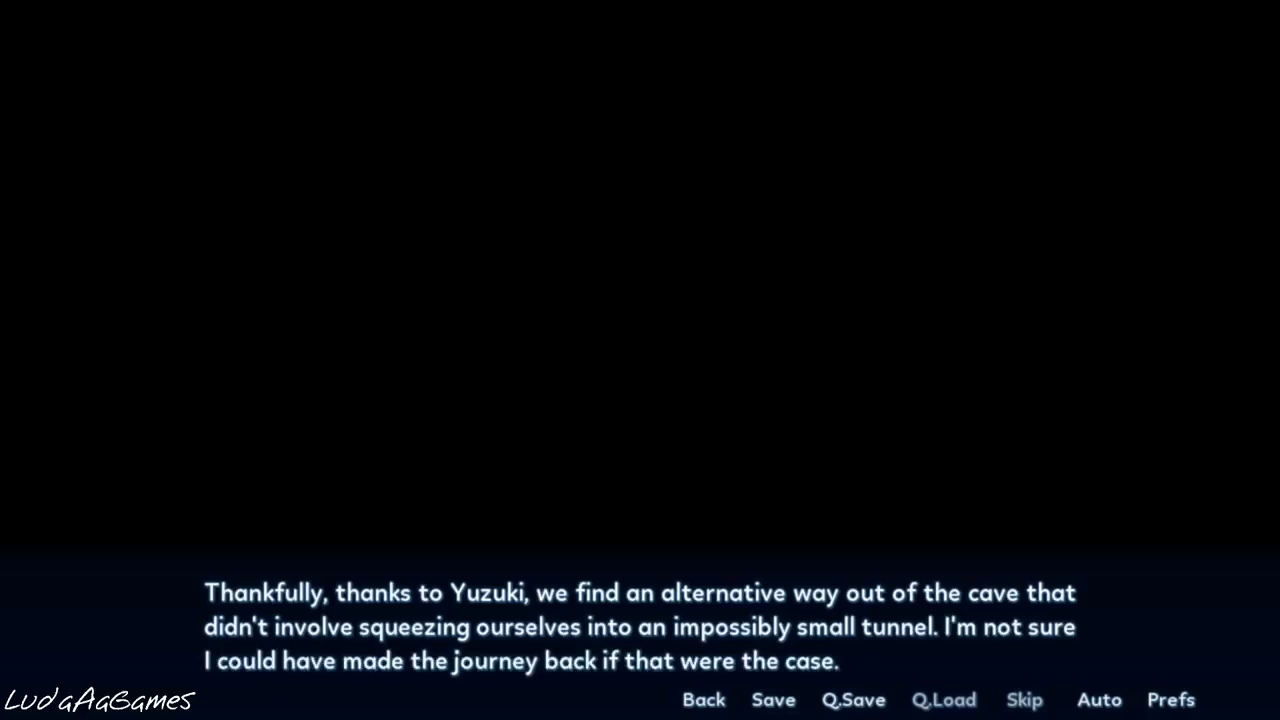 Thankfully, thanks to Yuzuki, we find an alternative way out of the cave that
didn't involve squeezing ourselves into an impossibly small tunnel. I'm not sure
I could have made the journey back if that were the case.
LudaAaGames Back Save Q.Save Q.Load Skip Auto Prefs